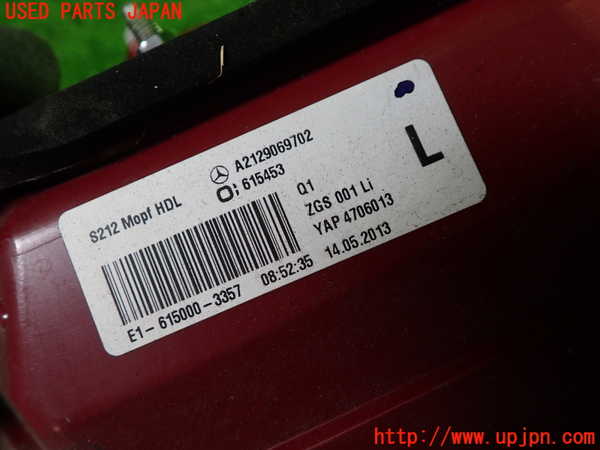 USED PARTS JAPAN
S212 Mopf HDL
A2129069702
O; 615453
L
Q1
ZGS 001 Li
YAP 4706013
E1-615000-3357 08:52:35 14.05.2013
http://www.upjpn.com/